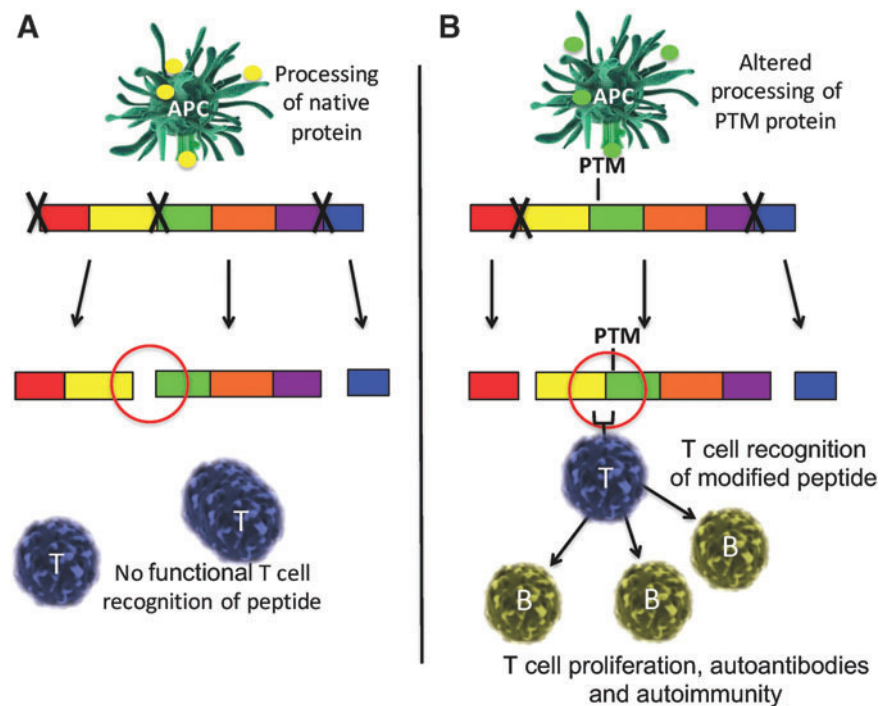 A
APC
Processing
of native
protein
X X X
T
T
No functional T cell
recognition of peptide
B
APC
Altered
processing of
PTM protein
PTM
X X
PTM
T
T cell recognition
of modified peptide
B
B
B
T cell proliferation, autoantibodies
and autoimmunity